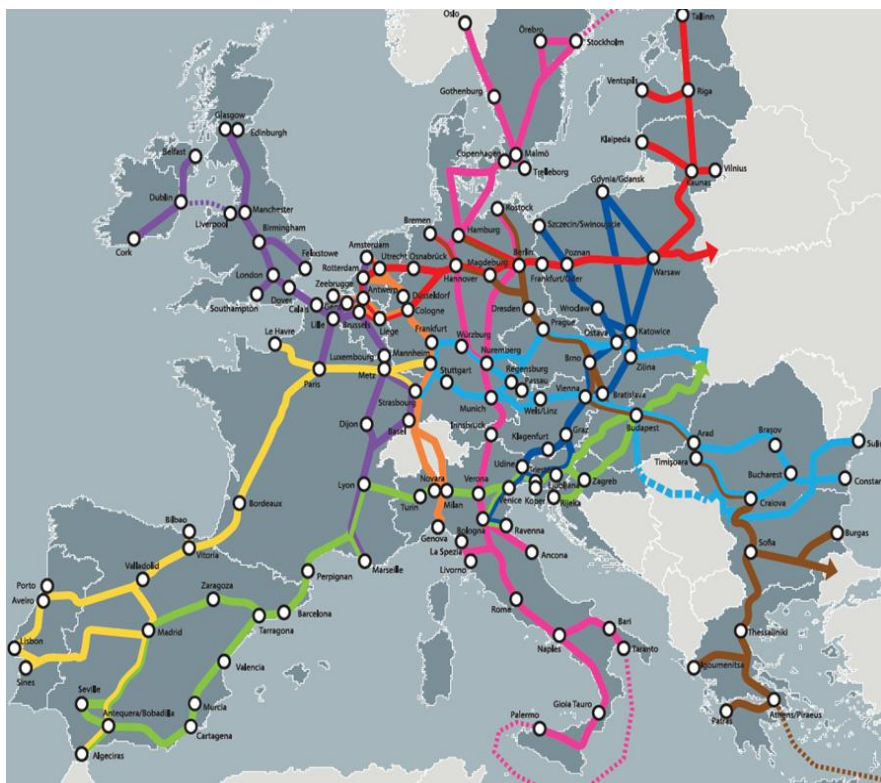 Oslo
Örebro
Stockholm
Tallinn
Ventspils
Riga
Gothenburg
Glasgow
Edinburgh
Belfast
Klaipeda
Copenhagen
Malmö
Trelleborg
Vilnius
Kaunas
Gdynia/Gdansk
Dublin
Manchester
Liverpool
Birmingham
Rostock
Szczecin/Swinoujscie
Cork
Felixstowe
Bremen
Hamburg
Amsterdam
Utrecht
Osnabrück
Magdeburg
Berlin
Poznan
Warsaw
London
Rotterdam
Zeebrugge
Antwerp
Hannover
Frankfurt/Oder
Southampton
Dover
Calais
Düsseldorf
Cologne
Dresden
Wroclaw
Lille
Brussels
Liège
Prague
Ostava
Katowice
Le Havre
Frankfurt
Würzburg
Luxembourg
Mannheim
Nuremberg
Brno
Zilina
Paris
Metz
Stuttgart
Regensburg
Passau
Vienna
Strasbourg
Munich
Wels/Linz
Bratislava
Dijon
Basel
Innsbruck
Graz
Budapest
Klagenfurt
Arad
Brașov
Timișoara
Udine
Lyon
Novara
Verona
Ljubljana
Zagreb
Bucharest
Turin
Milan
Venice
Koper
Rijeka
Craiova
Bordeaux
Genova
Bologna
Ravenna
Bilbao
Vitoria
La Spezia
Ancona
Sofia
Burgas
Marseille
Livorno
Valladolid
Perpignan
Porto
Aveiro
Zaragoza
Rome
Barcelona
Madrid
Tarragona
Bari
Thessaloniki
Lisbon
Naples
Taranto
Sines
Valencia
Igoumenitsa
Seville
Murcia
Gioia Tauro
Palermo
Antequera/Bobadilla
Cartagena
Patras
Athens/Piraeus
Algeciras